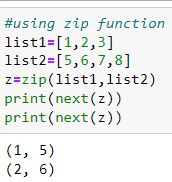 #using zip function
list1=[1,2,3]
list2=[5,6,7,8]
z=zip(list1,list2)
print(next(z))
print(next(z))
(1, 5)
(2, 6)